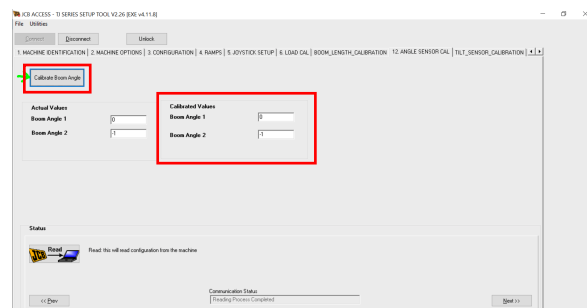 JCB ACCESS - TJ SERIES SETUP TOOL V2.26 [EXE v4.11.8]
File Utilities
Connect Disconnect Unlock
1. MACHINE IDENTIFICATION 2. MACHINE OPTIONS 3. CONFIGURATION 4. RAMPS 5. JOYSTICK SETUP 6. LOAD CAL BOOM_LENGTH_CALIBRATION 12. ANGLE SENSOR CAL TILT_SENSOR_CALIBRATION
Calibrate Boom Angle
Actual Values
Boom Angle 1 0
Boom Angle 2 -1
Calibrated Values
Boom Angle 1 0
Boom Angle 2 -1
Status
JCB Read
Read: this will read configuration from the machine
Communication Status
<< Prev Reading Process Completed Next >>